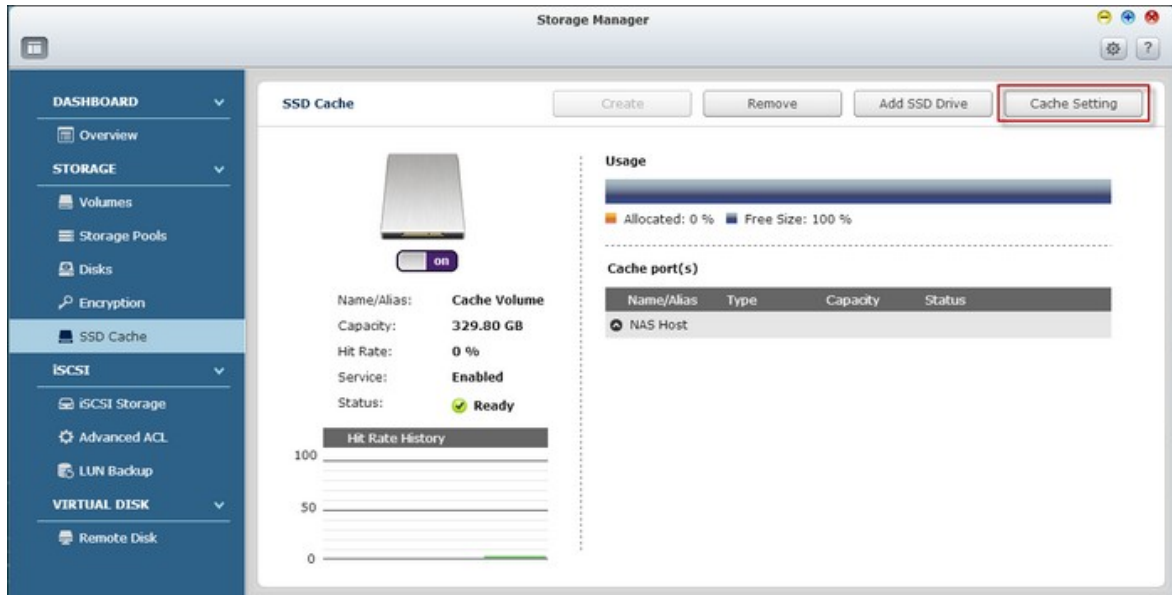 Storage Manager
?
DASHBOARD
Overview
STORAGE
Volumes
Storage Pools
Disks
Encryption
SSD Cache
iSCSI
iSCSI Storage
Advanced ACL
LUN Backup
VIRTUAL DISK
Remote Disk
SSD Cache Create Remove Add SSD Drive Cache Setting
on
Name/Alias: Cache Volume
Capacity: 329.80 GB
Hit Rate: 0 %
Service: Enabled
Status: Ready
Hit Rate History
100
50
0
Usage
Allocated: 0 % Free Size: 100 %
Cache port(s)
Name/Alias Type Capacity Status
NAS Host